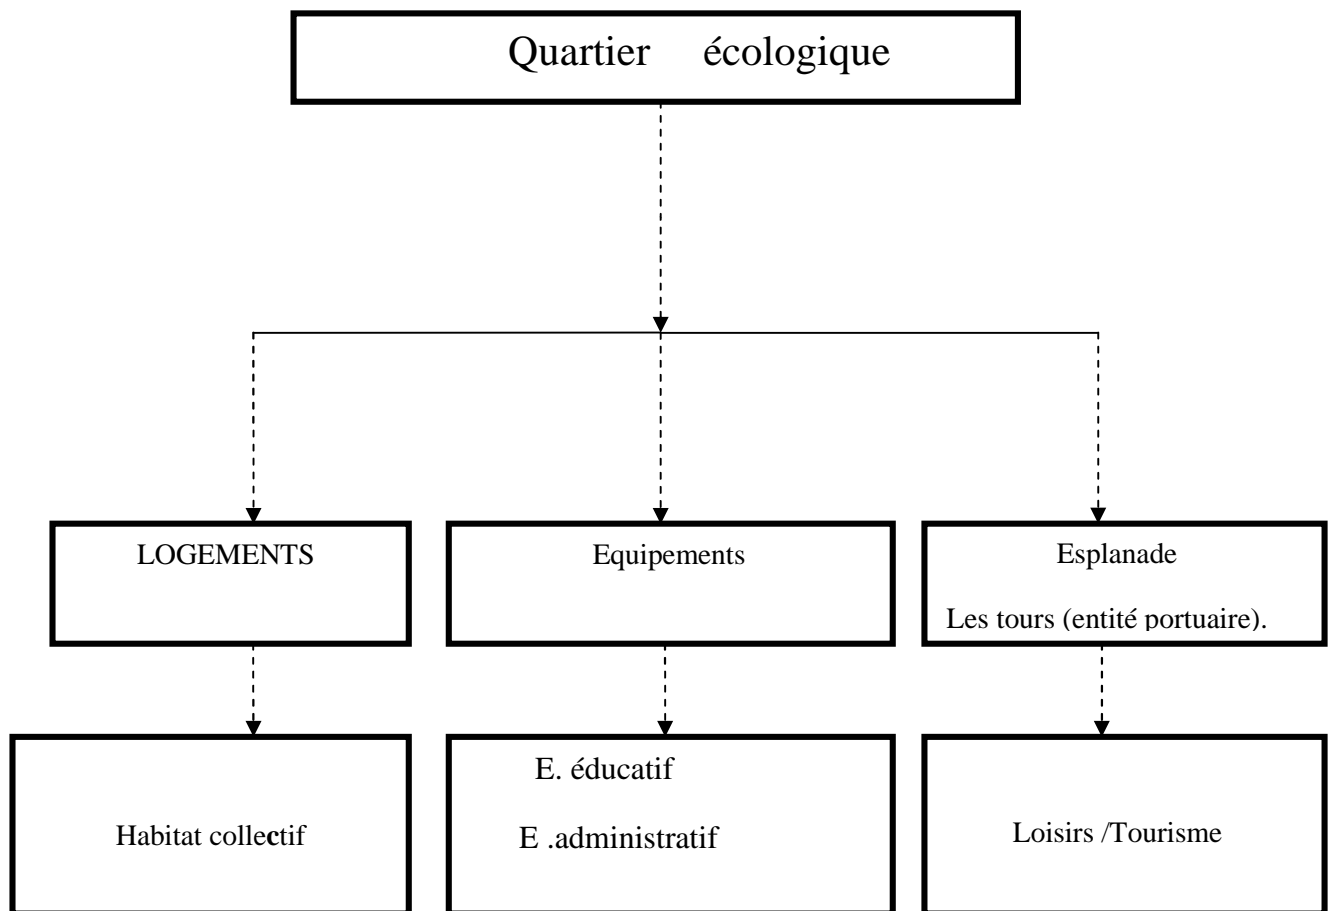 Quartier écologique
LOGEMENTS
Equipements
Esplanade
Les tours (entité portuaire).
Habitat collectif
E. éducatif
E .administratif
Loisirs /Tourisme